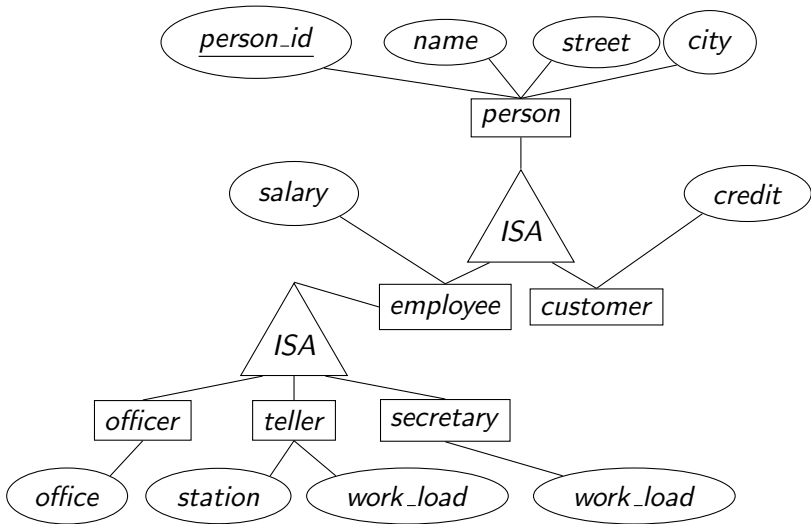 person_id
name
street
city
person
salary
credit
ISA
employee
customer
ISA
officer
teller
secretary
office
station
work_load
work_load